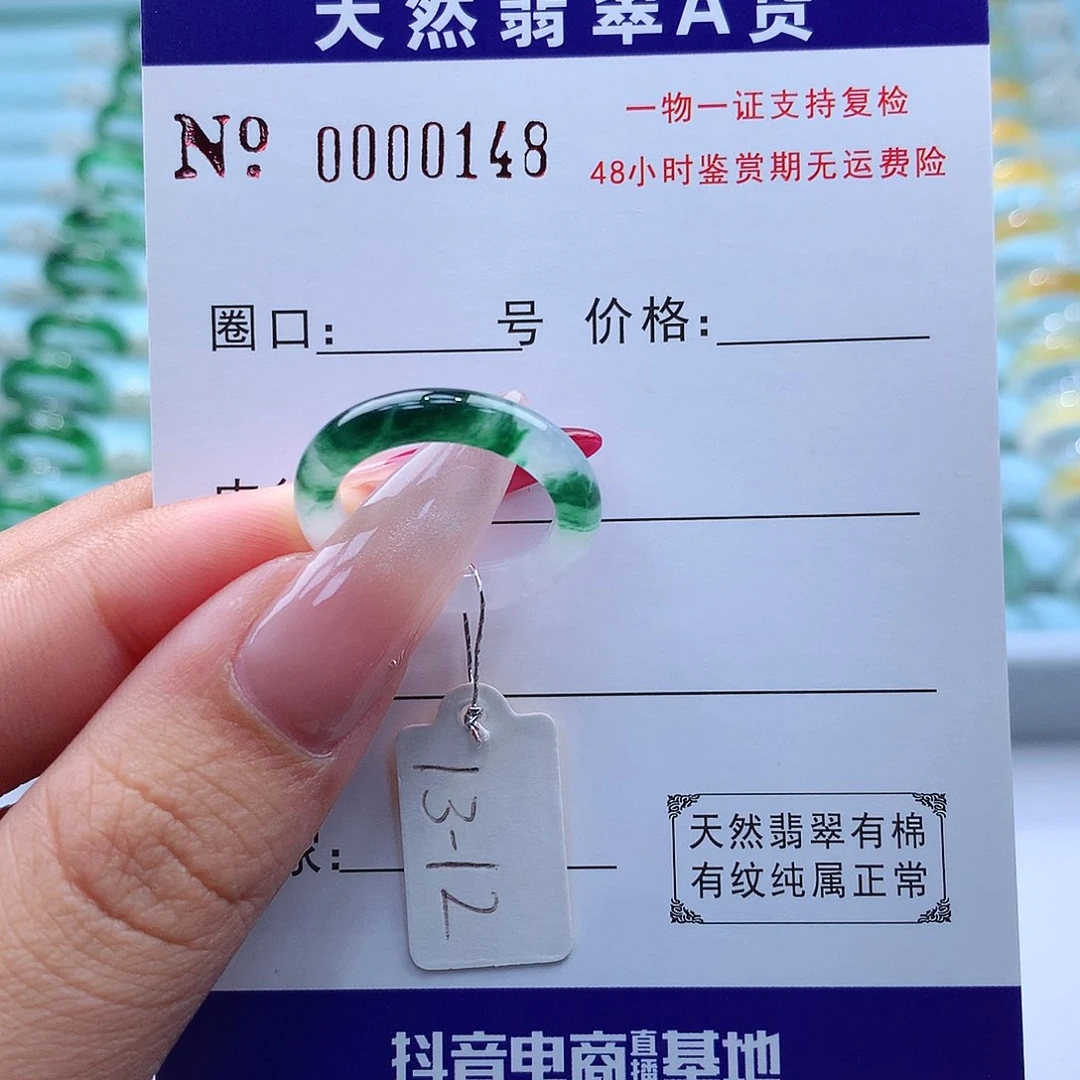 天然翡翠A货
№ 0000148
一物一证支持复检
48小时鉴赏期无运费险
圈口:
号 价格:
13-12
天然翡翠有棉
有纹纯属正常
抖音电商直播基地